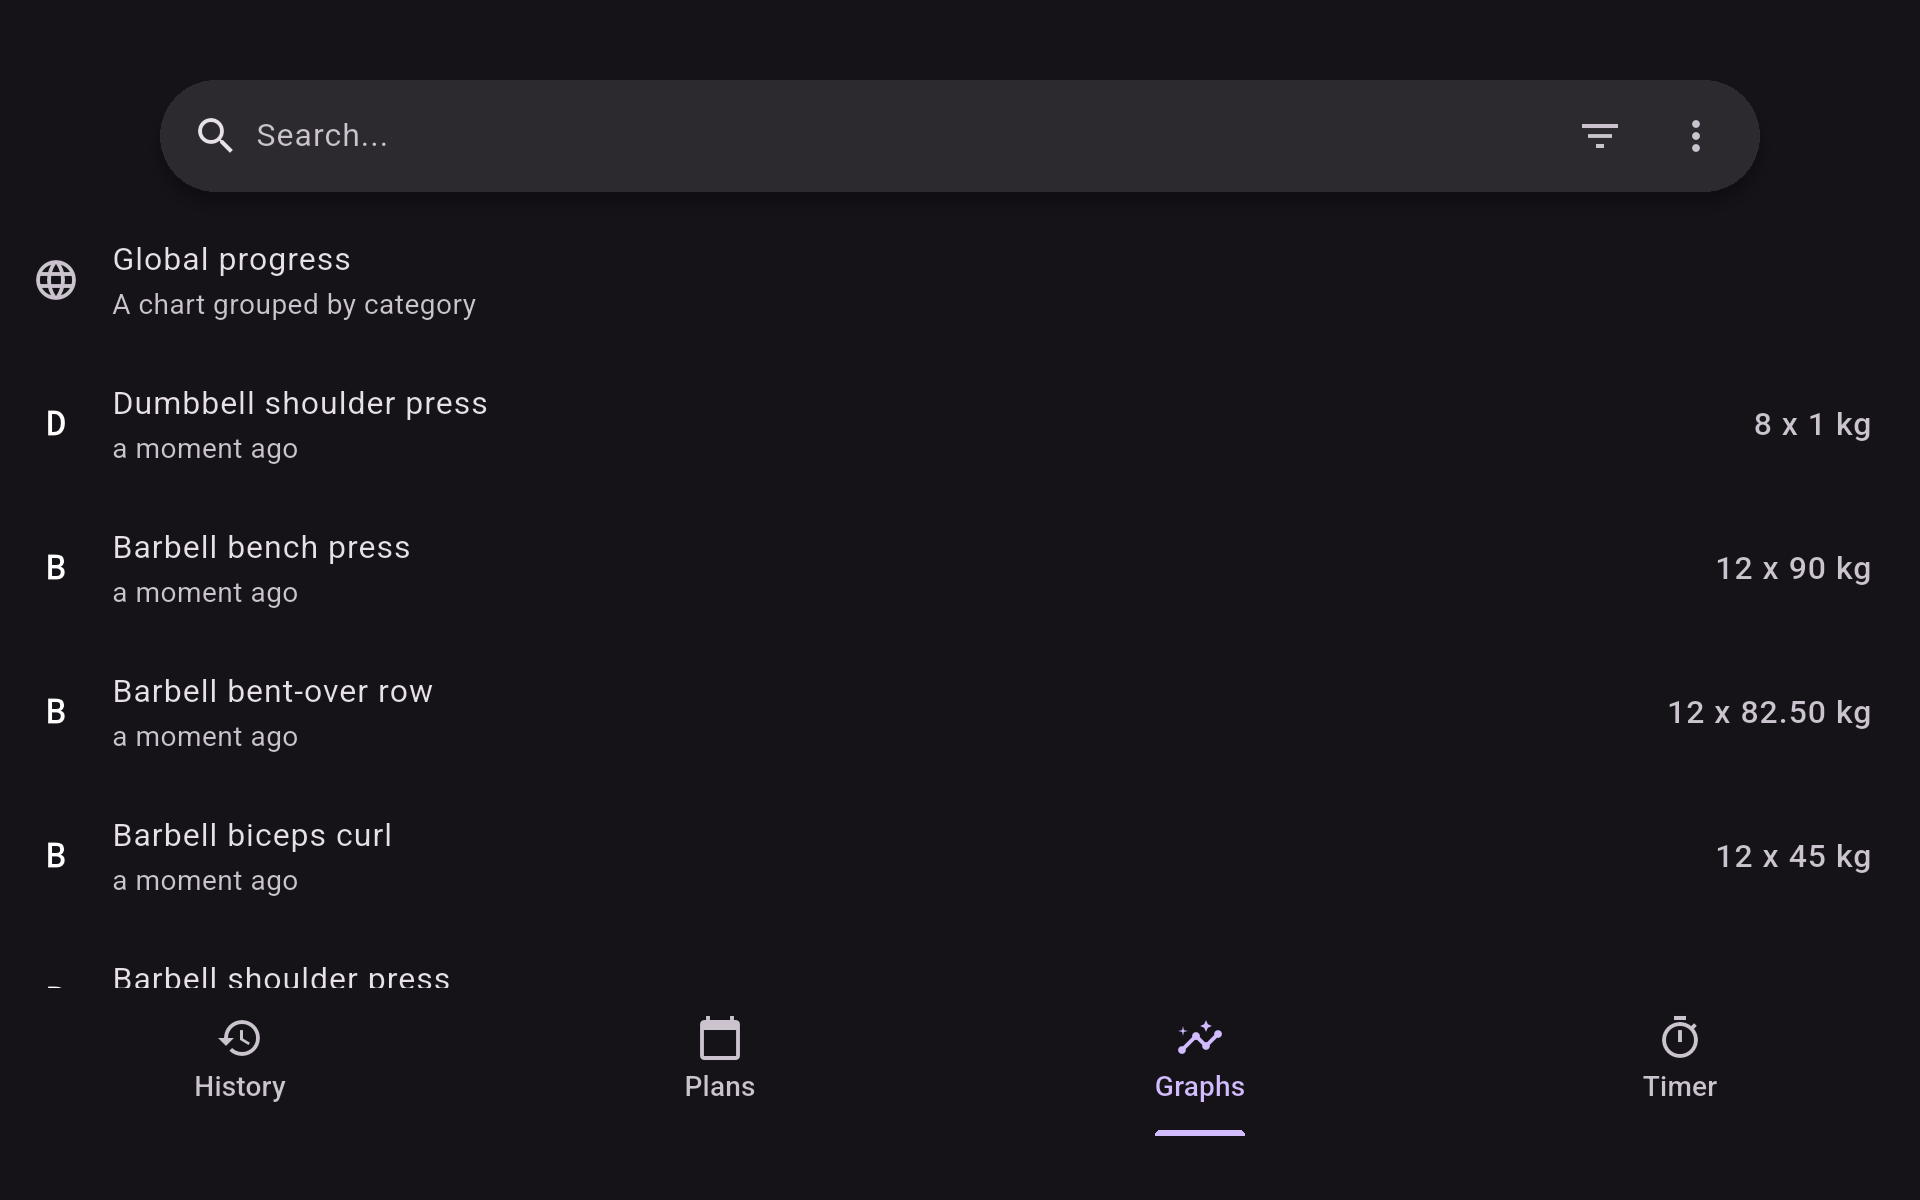 Search...
Global progress
A chart grouped by category
D
Dumbbell shoulder press
a moment ago
8 x 1 kg
B
Barbell bench press
a moment ago
12 x 90 kg
B
Barbell bent-over row
a moment ago
12 x 82.50 kg
B
Barbell biceps curl
a moment ago
12 x 45 kg
Barbell shoulder press
History
Plans
Graphs
Timer